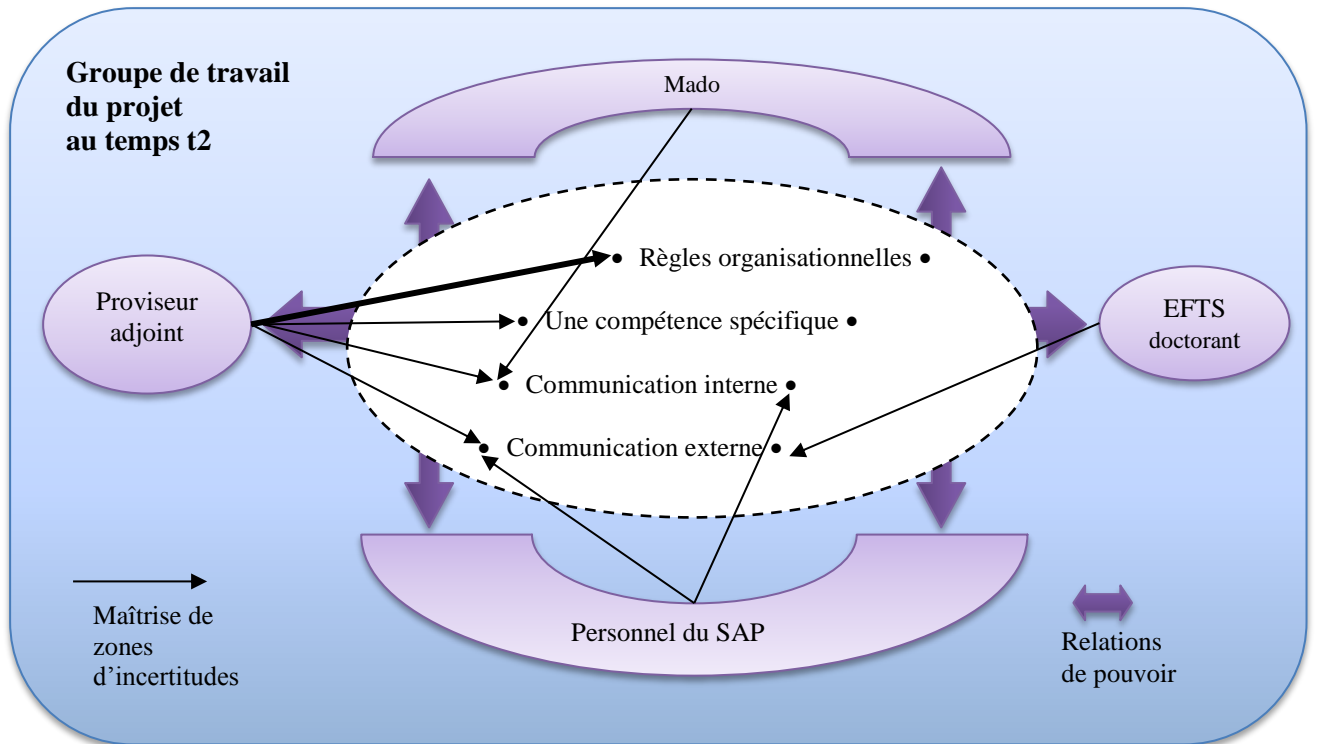 Groupe de travail
du projet
au temps t2
Mado
Proviseur
adjoint
• Règles organisationnelles •
• Une compétence spécifique •
• Communication interne •
• Communication externe •
EFTS
doctorant
Personnel du SAP
Maîtrise de
zones
d’incertitudes
Relations
de pouvoir